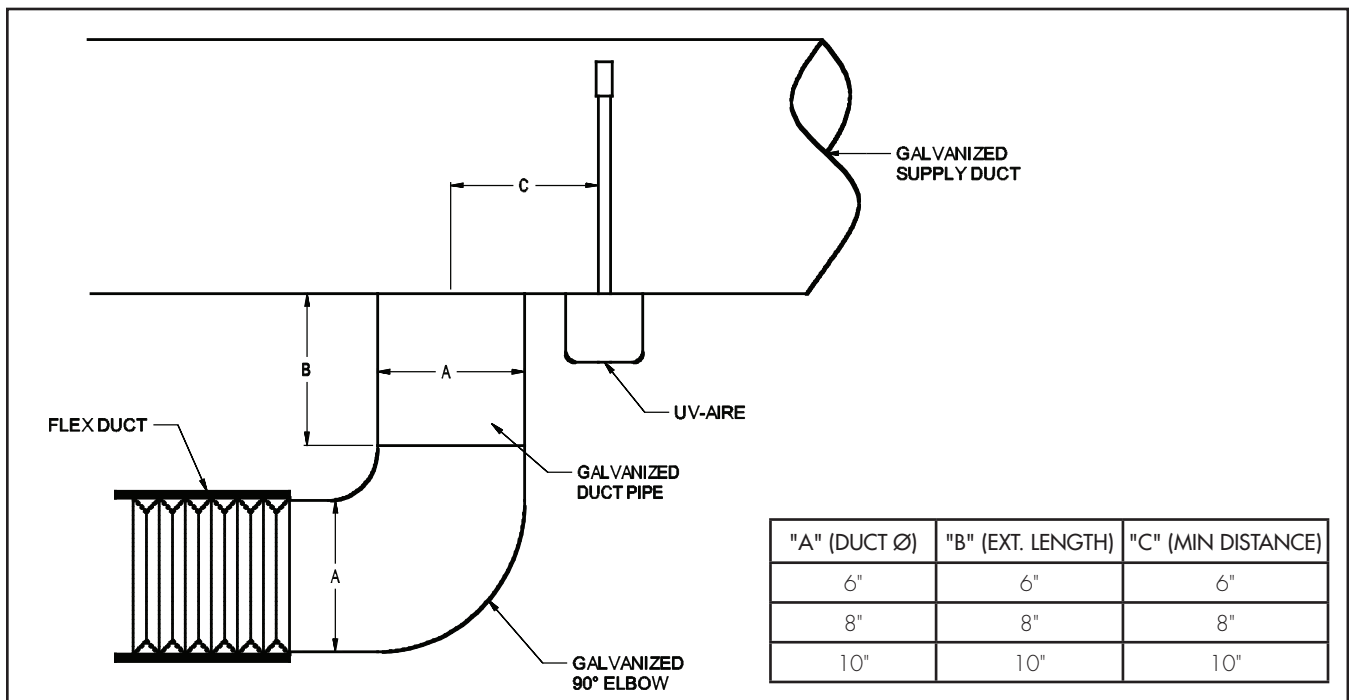 GALVANIZED
SUPPLY DUCT
C
B
A
UV-AIRE
FLEX DUCT
GALVANIZED
DUCT PIPE
A
GALVANIZED
90° ELBOW
"A" (DUCT Ø) "B" (EXT. LENGTH) "C" (MIN DISTANCE)
6" 6" 6"
8" 8" 8"
10" 10" 10"